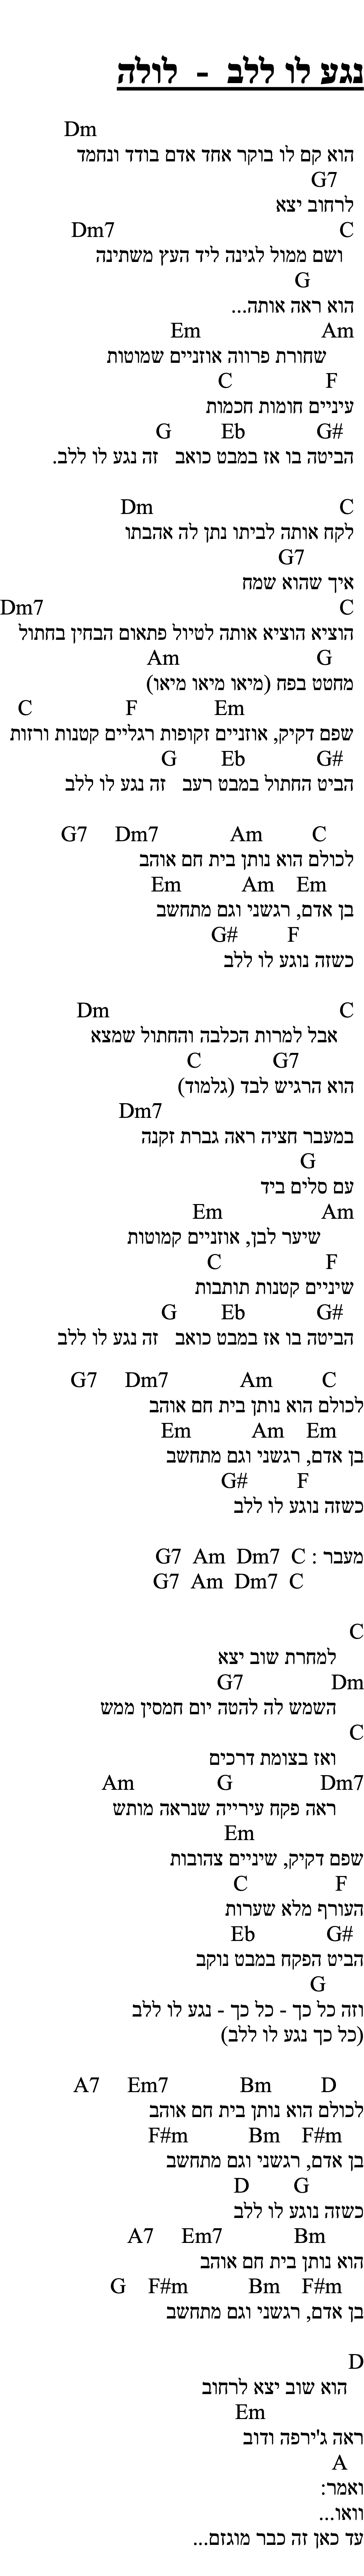 נגע לו ללב - לולה
Dm
הוא קם לו בוקר אחד אדם בודד ונחמד
G7
לרחוב יצא
Dm7 C
ושם ממול לגינה ליד העץ משתינה
G
הוא ראה אותה...
Em Am
שחורת פרווה אוזניים שמוטות
C F
עיניים חומות חכמות
G Eb G#
הביטה בו אז במבט כואב זה נגע לו ללב.
Dm C
לקח אותה לביתו נתן לה אהבתו
G7
איך שהוא שמח
Dm7 C
הוציא הוציא אותה לטיול פתאום הבחין בחתול
Am G
מחטט בפח (מיאו מיאו מיאו)
C F Em
שפם דקיק, אוזניים זקופות רגליים קטנות ורזות
G Eb G#
הביט החתול במבט רעב זה נגע לו ללב
G7 Dm7 Am C
לכולם הוא נותן בית חם אוהב
Em Am Em
בן אדם, רגשני וגם מתחשב
G# F
כשזה נוגע לו ללב
Dm C
אבל למרות הכלבה והחתול שמצא
C G7
הוא הרגיש לבד (גלמוד)
Dm7
במעבר חציה ראה גברת זקנה
G
עם סלים ביד
Em Am
שיער לבן, אוזניים קמוטות
C F
שיניים קטנות תותבות
G Eb G#
הביטה בו אז במבט כואב זה נגע לו ללב
G7 Dm7 Am C
לכולם הוא נותן בית חם אוהב
Em Am Em
בן אדם, רגשני וגם מתחשב
G# F
כשזה נוגע לו ללב
מעבר : G7 Am Dm7 C
G7 Am Dm7 C
C
למחרת שוב יצא
G7 Dm
השמש לה להטה יום חמסין ממש
C
ואז בצומת דרכים
Am G Dm7
ראה פקח עירייה שנראה מותש
Em
שפם דקיק, שיניים צהובות
C F
העורף מלא שערות
Eb G#
הביט הפקח במבט נוקב
G
וזה כל כך - כל כך - נגע לו ללב
(כל כך נגע לו ללב)
A7 Em7 Bm D
לכולם הוא נותן בית חם אוהב
F#m Bm F#m
בן אדם, רגשני וגם מתחשב
D G
כשזה נוגע לו ללב
A7 Em7 Bm
הוא נותן בית חם אוהב
G F#m Bm F#m
בן אדם, רגשני וגם מתחשב
D
הוא שוב יצא לרחוב
Em
ראה ג'ירפה ודוב
A
ואמר:
וואו...
עד כאן זה כבר מוגזם...